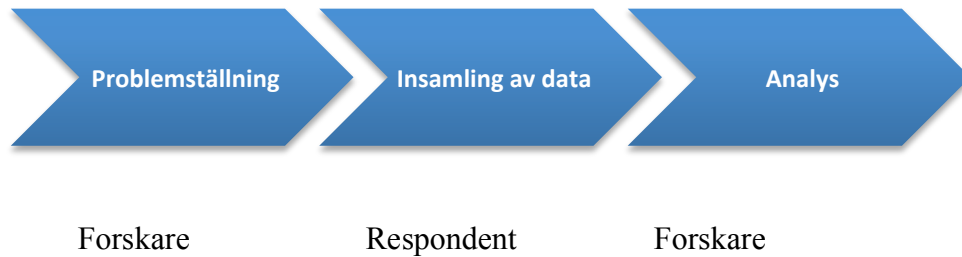 Problemställning Insamling av data Analys
Forskare Respondent Forskare